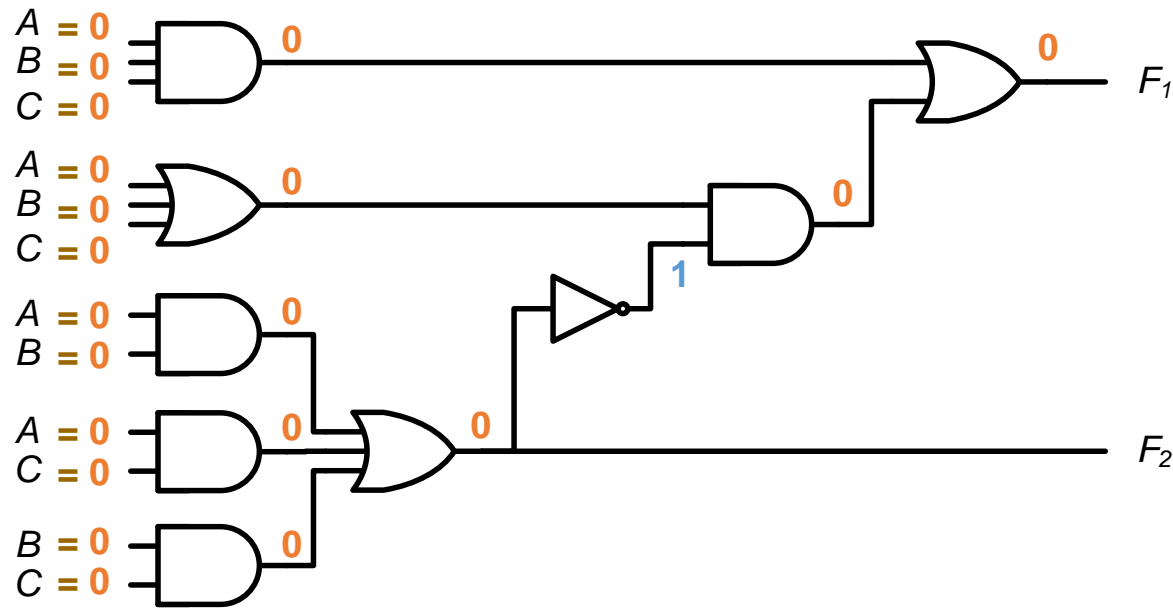 A = 0
0
B = 0
C = 0
0
F1
A = 0
0
B = 0
C = 0
0
1
A = 0
0
B = 0
A = 0
0
C = 0
0
F2
B = 0
0
C = 0